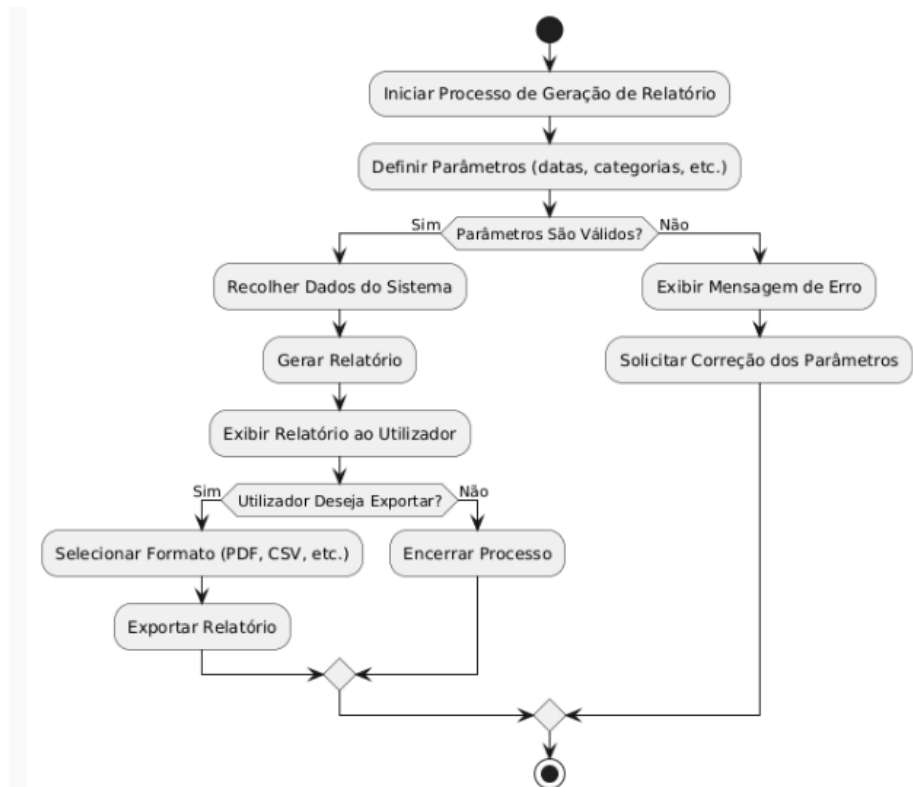 Iniciar Processo de Geração de Relatório
Definir Parâmetros (datas, categorias, etc.)
Sim
Parâmetros São Válidos?
Não
Recolher Dados do Sistema
Exibir Mensagem de Erro
Gerar Relatório
Solicitar Correção dos Parâmetros
Exibir Relatório ao Utilizador
Sim
Utilizador Deseja Exportar?
Não
Selecionar Formato (PDF, CSV, etc.)
Encerrar Processo
Exportar Relatório